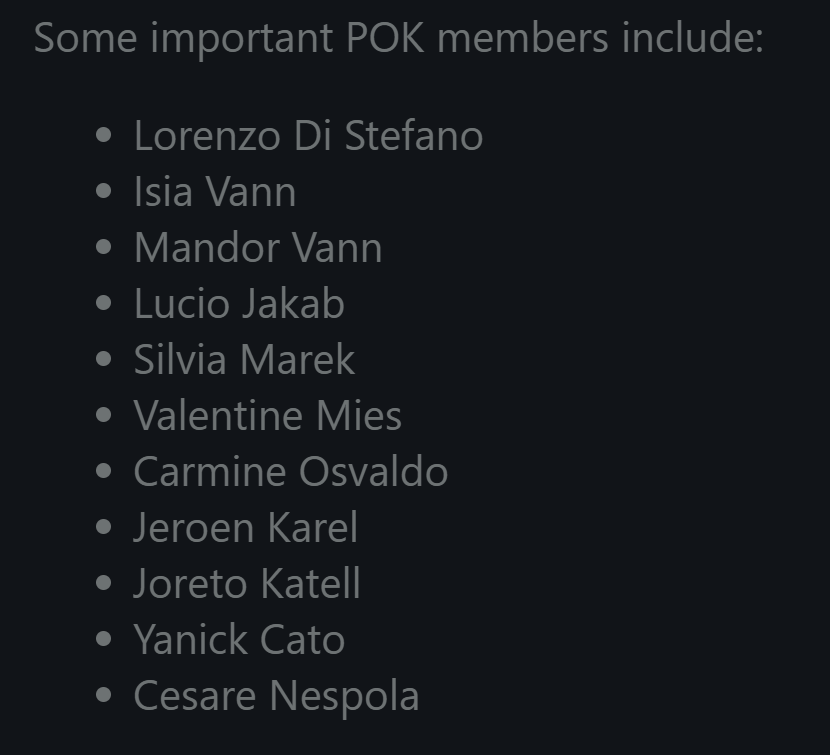 Some important POK members include:
• Lorenzo Di Stefano
• Isia Vann
• Mandor Vann
• Lucio Jakab
• Silvia Marek
• Valentine Mies
• Carmine Osvaldo
• Jeroen Karel
• Joreto Katell
• Yanick Cato
• Cesare Nespola